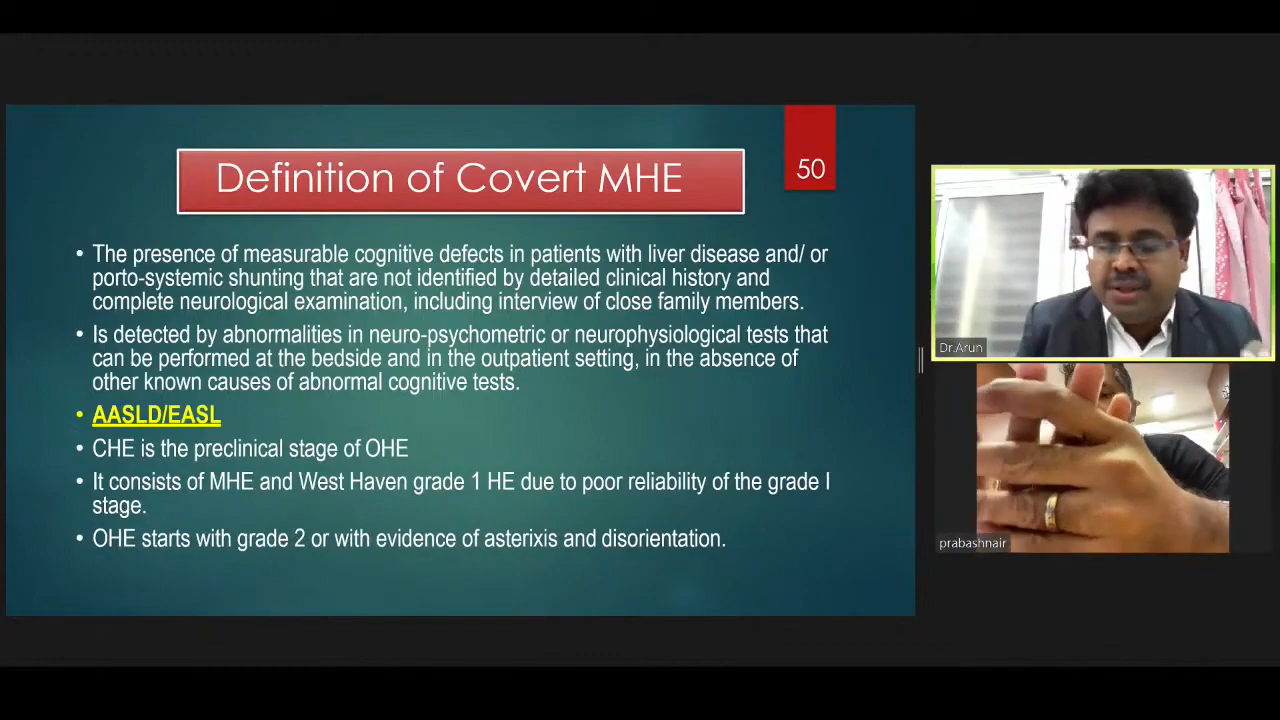 Definition of Covert MHE
50
• The presence of measurable cognitive defects in patients with liver disease and/ or
porto-systemic shunting that are not identified by detailed clinical history and
complete neurological examination, including interview of close family members.
• Is detected by abnormalities in neuro-psychometric or neurophysiological tests that
can be performed at the bedside and in the outpatient setting, in the absence of
other known causes of abnormal cognitive tests.
• AASLD/EASL
• CHE is the preclinical stage of OHE
• It consists of MHE and West Haven grade 1 HE due to poor reliability of the grade I
stage.
• OHE starts with grade 2 or with evidence of asterixis and disorientation.
Dr.Arun
prabashnair